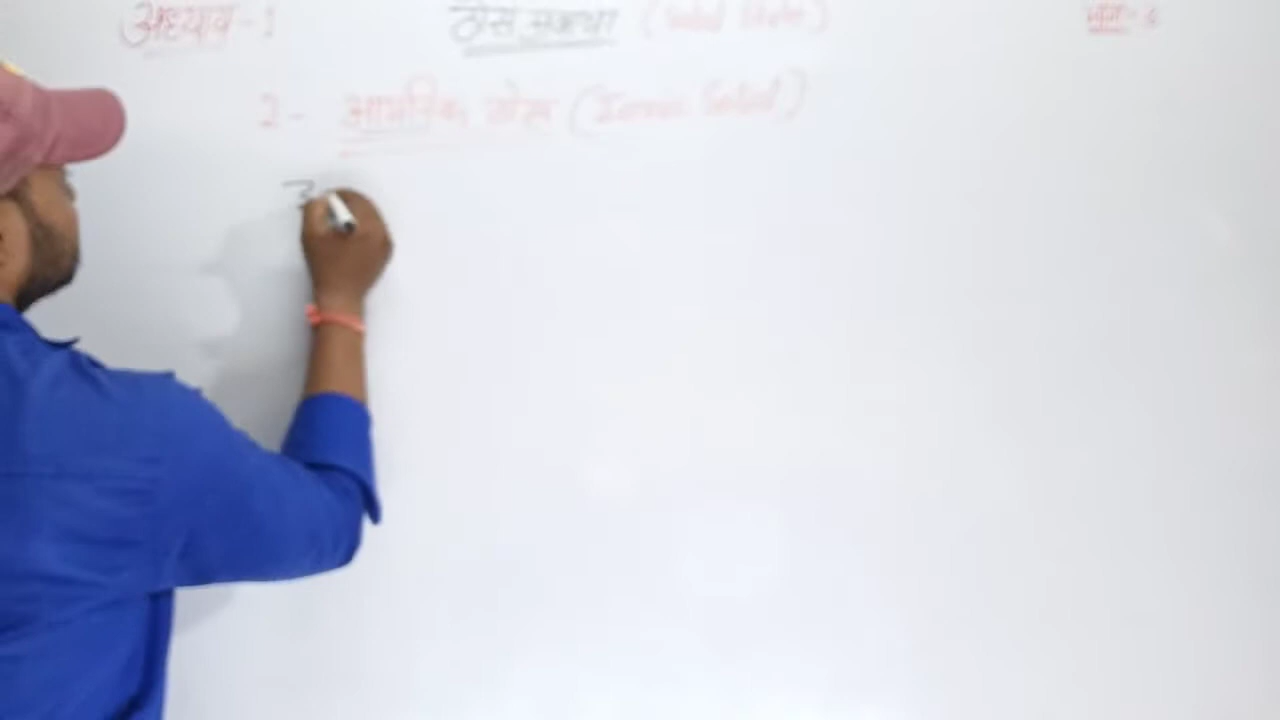 अध्याय-1 ठोस अवस्था (Solid State) भाग-
2- आयनिक ठोस (Ionic Solid)